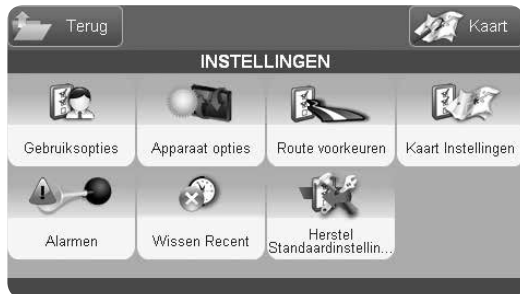 Terug
Kaart
INSTELLINGEN
Gebruiksopties
Apparaat opties
Route voorkeuren
Kaart Instellingen
Alarmen
Wissen Recent
Herstel
Standaardinstellin...